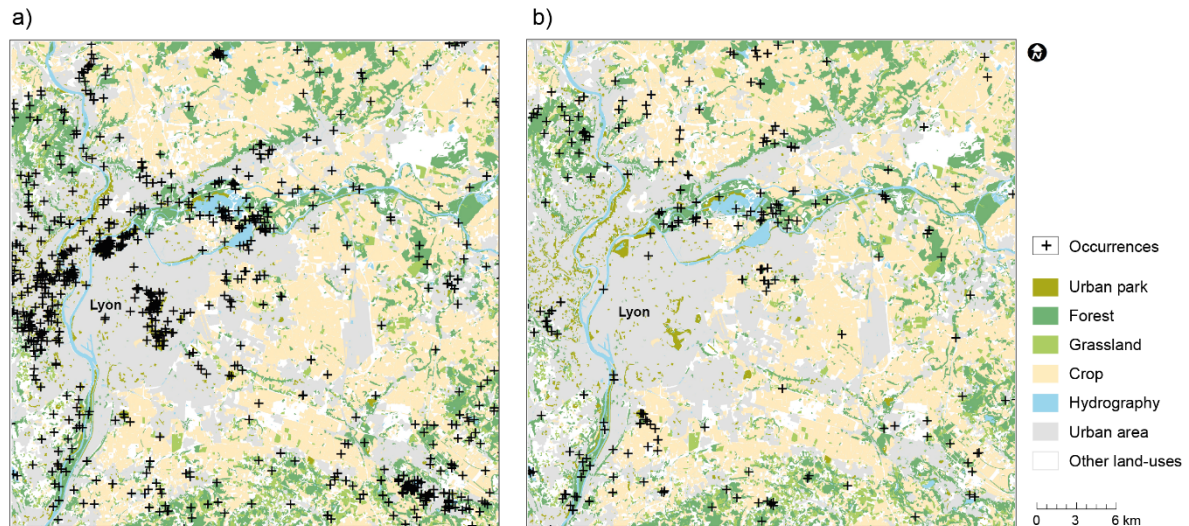 a)
b)
Lyon
Lyon
+ Occurrences
Urban park
Forest
Grassland
Crop
Hydrography
Urban area
Other land-uses
0 3 6 km